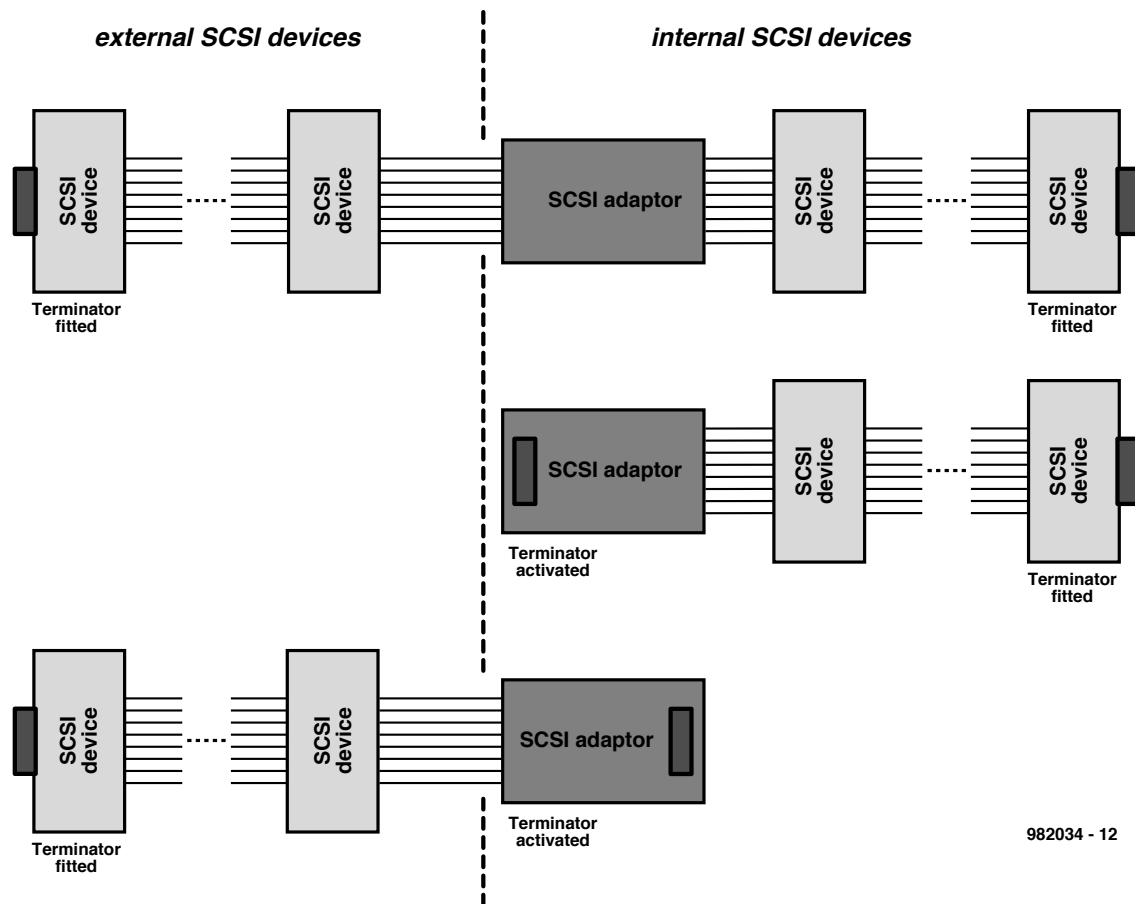 external SCSI devices
internal SCSI devices
SCSI
device
SCSI
device
SCSI adaptor
SCSI
device
SCSI
device
Terminator
fitted
Terminator
fitted
SCSI adaptor
SCSI
device
SCSI
device
Terminator
activated
Terminator
fitted
SCSI
device
SCSI
device
SCSI adaptor
Terminator
fitted
Terminator
activated
982034 - 12